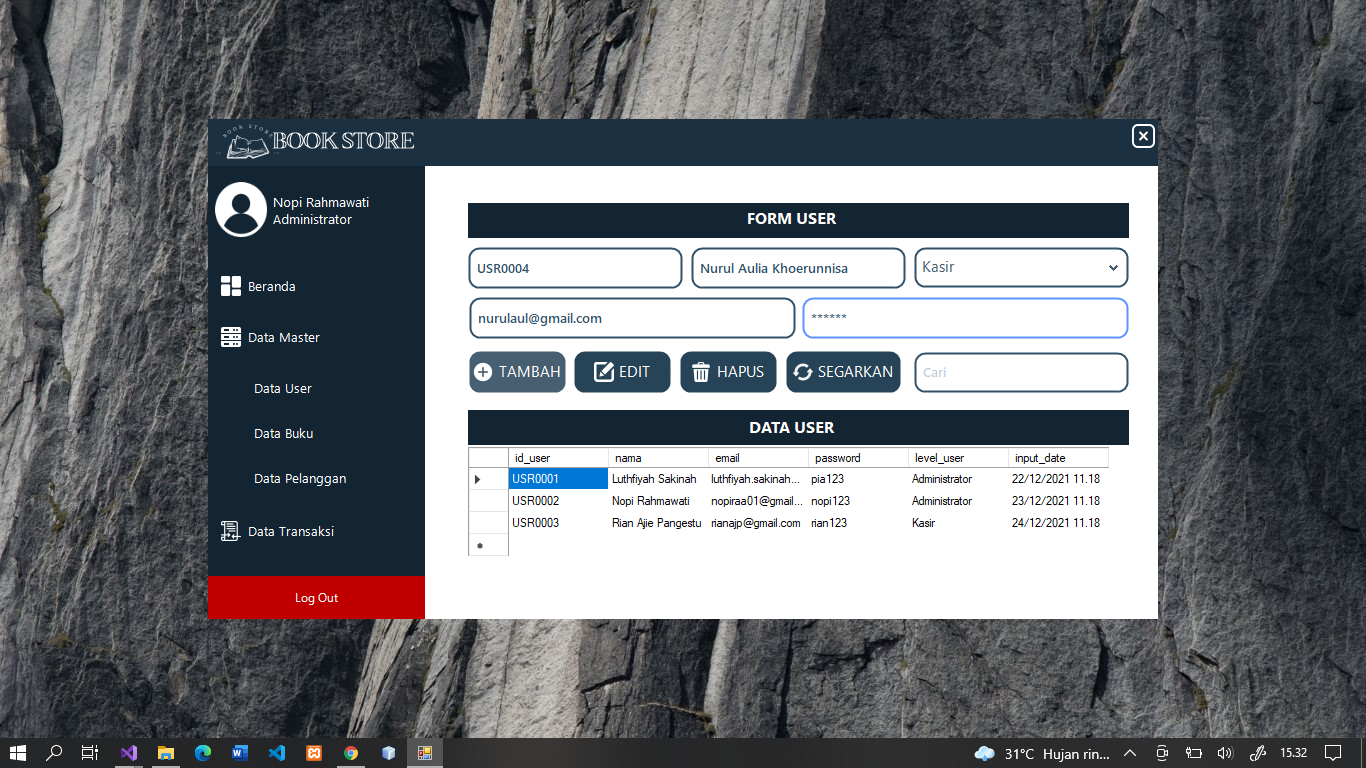 BOOK STORE
BOOK STORE
Nopi Rahmawati
Administrator
Beranda
Data Master
Data User
Data Buku
Data Pelanggan
Data Transaksi
Log Out
FORM USER
USR0004 Nurul Aulia Khoerunnisa Kasir
nurulaul@gmail.com ******
TAMBAH EDIT HAPUS SEGARKAN Cari
DATA USER
id_user nama email password level_user input_date
USR0001 Luthfiyah Sakinah luthfiyah.sakinah... pia123 Administrator 22/12/2021 11.18
USR0002 Nopi Rahmawati nopiraa01@gmail... nopi123 Administrator 23/12/2021 11.18
USR0003 Rian Ajie Pangestu rianajp@gmail.com rian123 Kasir 24/12/2021 11.18
31°C Hujan rin... 15.32